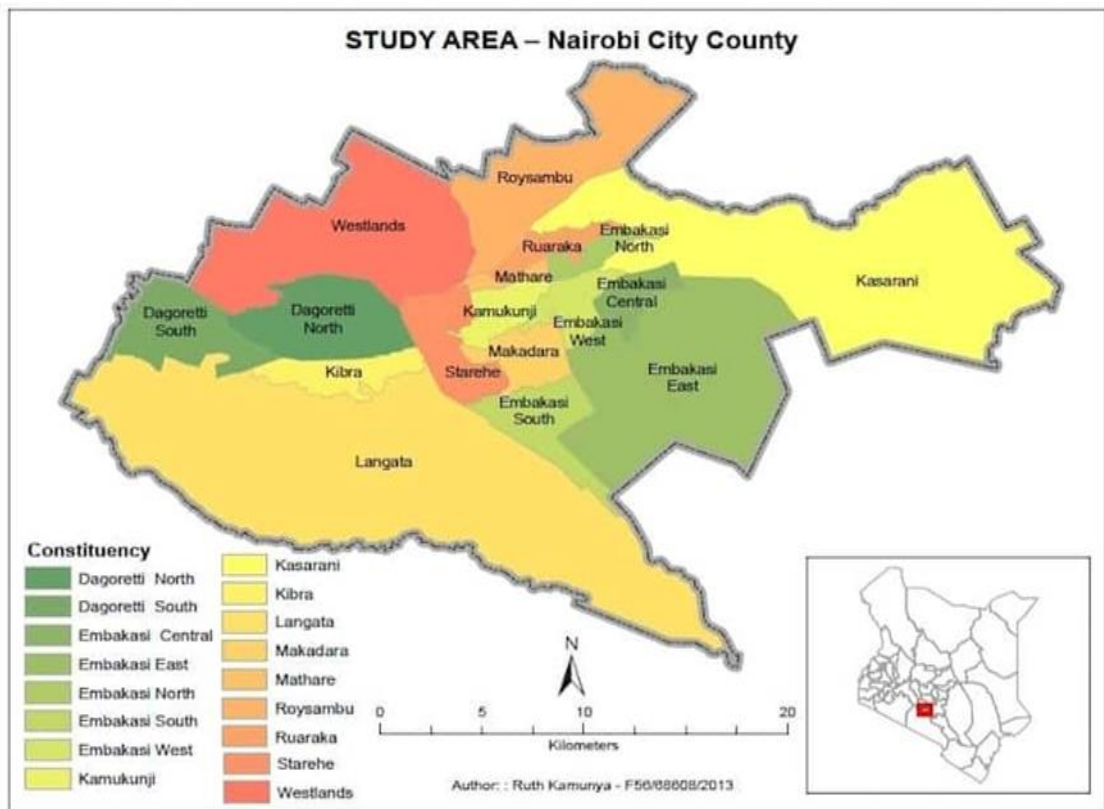 STUDY AREA – Nairobi City County
Roysambu
Westlands
Ruaraka
Embakasi
North
Kasarani
Mathare
Embakasi
Central
Dagoretti
South
Dagoretti
North
Kamukunji
Embakasi
West
Makadara
Kibra
Starehe
Embakasi
East
Embakasi
South
Langata
Constituency
Dagoretti North
Dagoretti South
Embakasi Central
Embakasi East
Embakasi North
Embakasi South
Embakasi West
Kamukunji
Kasarani
Kibra
Langata
Makadara
Mathare
Roysambu
Ruaraka
Starehe
Westlands
N
0 5 10 20
Kilometers
Author: : Ruth Kamunya - F56/68608/2013